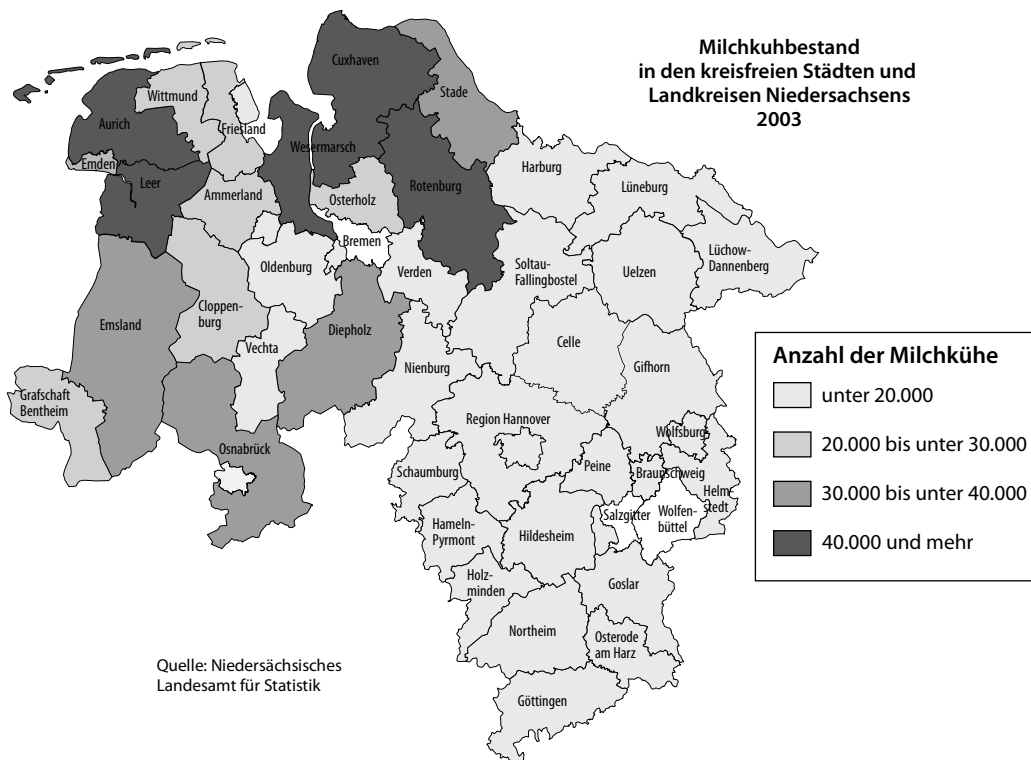 Milchkuhbestand
in den kreisfreien Städten und
Landkreisen Niedersachsens
2003
Cuxhaven
Stade
Wittmund
Aurich
Friesland
Emden
Wesermarsch
Leer
Ammerland
Osterholz
Rotenburg
Harburg
Lüneburg
Bremen
Oldenburg
Verden
Soltau-
Fallingbostel
Uelzen
Lüchow-
Dannenberg
Emsland
Cloppen-
burg
Vechta
Diepholz
Nienburg
Celle
Gifhorn
Grafschaft
Bentheim
Osnabrück
Region Hannover
Wolfsburg
Schaumburg
Peine
Braunschweig
Helm-
stedt
Hameln-
Pyrmont
Hildesheim
Salzgitter
Wolfen-
büttel
Holz-
minden
Goslar
Northeim
Osterode
am Harz
Göttingen
Anzahl der Milchkühe
unter 20.000
20.000 bis unter 30.000
30.000 bis unter 40.000
40.000 und mehr
Quelle: Niedersächsisches
Landesamt für Statistik